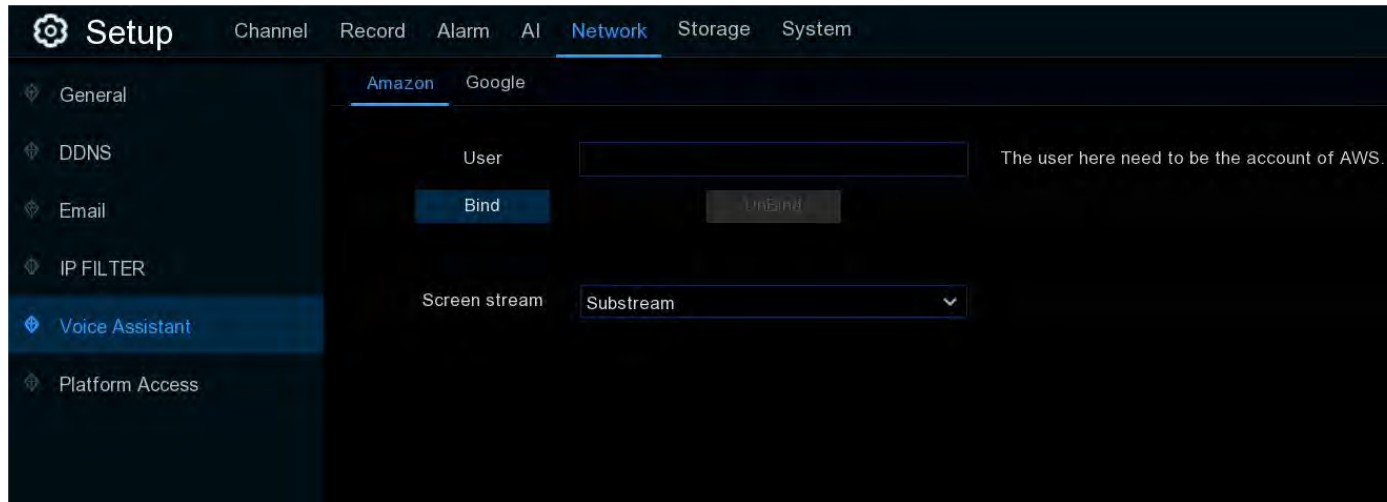 Setup Channel Record Alarm AI Network Storage System
Amazon Google
General
DDNS
Email
IP FILTER
Voice Assistant
Platform Access
User The user here need to be the account of AWS.
Bind UnBind
Screen stream Substream